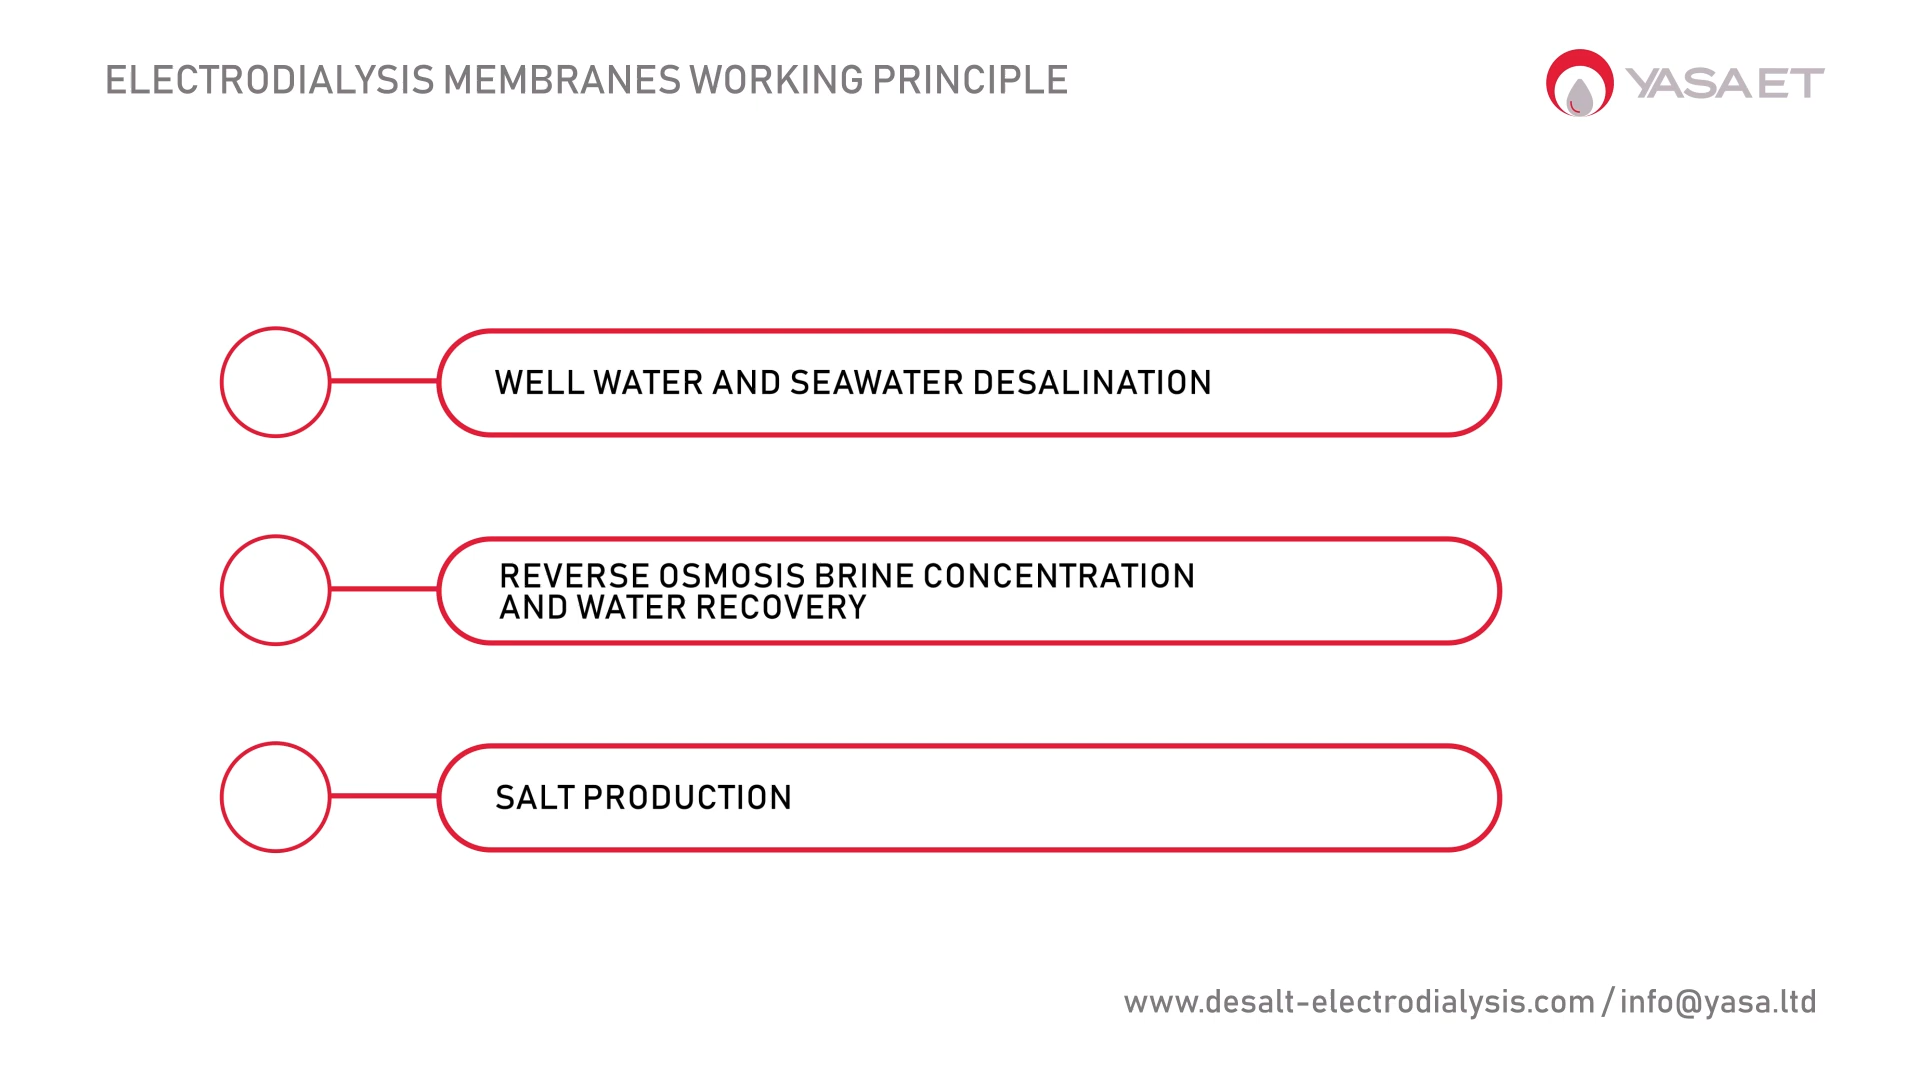 ELECTRODIALYSIS MEMBRANES WORKING PRINCIPLE
YASA ET
WELL WATER AND SEAWATER DESALINATION
REVERSE OSMOSIS BRINE CONCENTRATION
AND WATER RECOVERY
SALT PRODUCTION
www.desalt-electrodialysis.com / info@yasa.ltd